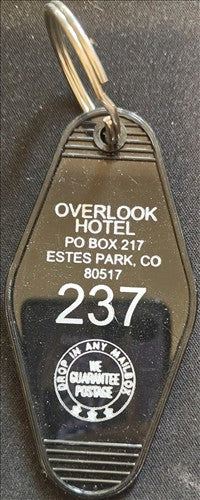 OVERLOOK
HOTEL
PO BOX 217
ESTES PARK, CO
80517
237
DROP IN ANY MAILBOX
WE
GUARANTEE
POSTAGE